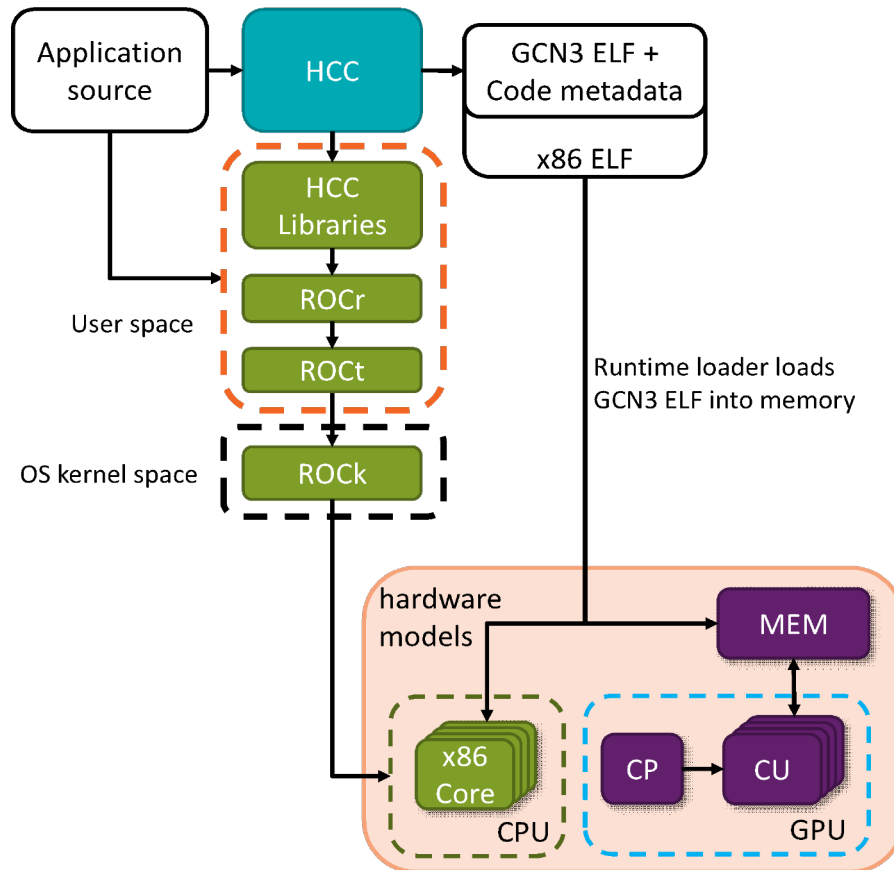 Application
source
HCC
GCN3 ELF +
Code metadata
x86 ELF
HCC
Libraries
ROCr
User space
ROCt
Runtime loader loads
GCN3 ELF into memory
OS kernel space
ROCk
hardware
models
MEM
x86
Core
CPU
CP
CU
GPU